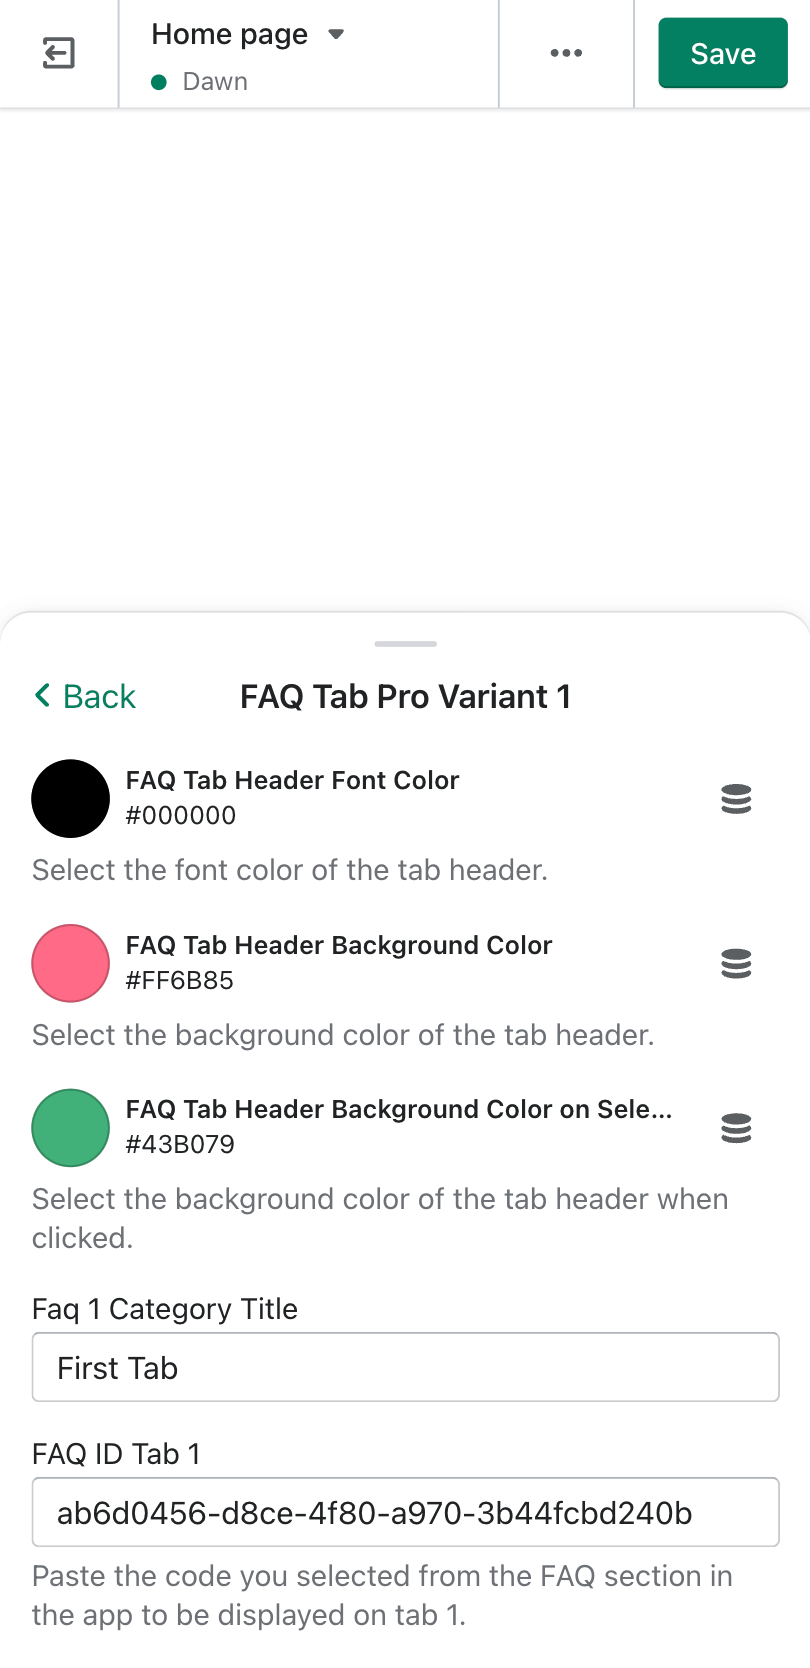 Home page
Dawn
Save
Back
FAQ Tab Pro Variant 1
FAQ Tab Header Font Color
#000000
Select the font color of the tab header.
FAQ Tab Header Background Color
#FF6B85
Select the background color of the tab header.
FAQ Tab Header Background Color on Sele...
#43B079
Select the background color of the tab header when
clicked.
Faq 1 Category Title
First Tab
FAQ ID Tab 1
ab6d0456-d8ce-4f80-a970-3b44fcbd240b
Paste the code you selected from the FAQ section in
the app to be displayed on tab 1.